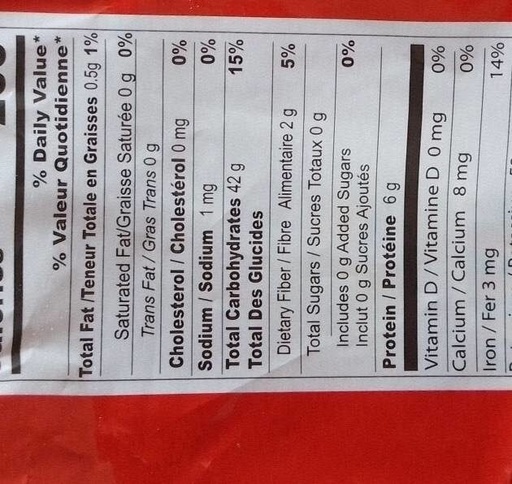 % Daily Value*
% Valeur Quotidienne*
Total Fat /Teneur Totale en Graisses 0.5g 1%
Saturated Fat/Graisse Saturée 0 g 0%
Trans Fat / Gras Trans 0 g
Cholesterol / Cholestérol 0 mg 0%
Sodium / Sodium 1 mg 0%
Total Carbohydrates 42 g 15%
Total Des Glucides
Dietary Fiber / Fibre Alimentaire 2 g 5%
Total Sugars / Sucres Totaux 0 g
Includes 0 g Added Sugars 0%
Inclut 0 g Sucres Ajoutés
Protein / Protéine 6 g
Vitamin D / Vitamine D 0 mg 0%
Calcium / Calcium 8 mg 0%
Iron / Fer 3 mg 14%